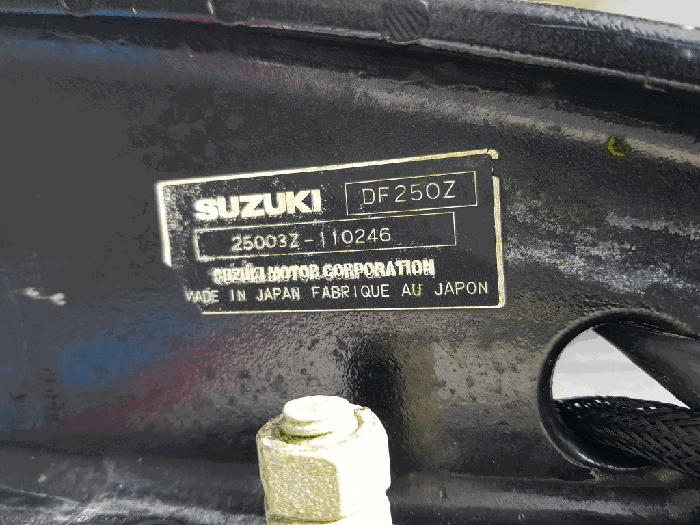 SUZUKI DF250Z
25003Z-110246
SUZUKI MOTOR CORPORATION
MADE IN JAPAN FABRIQUE AU JAPON